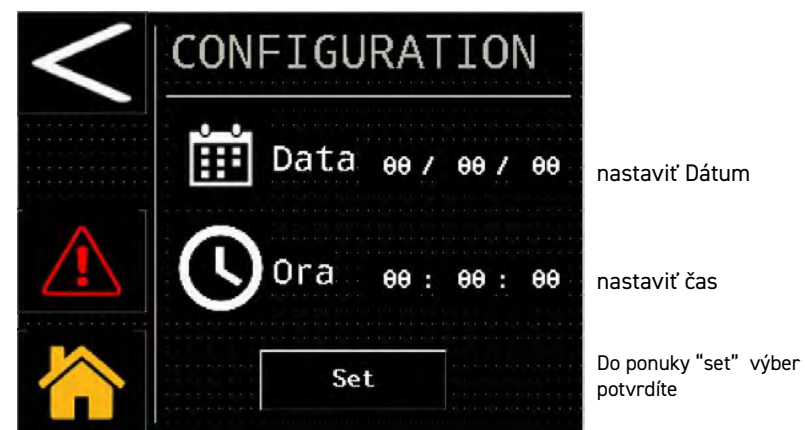 CONFIGURATION
Data 00 / 00 / 00
nastaviť Dátum
Ora 00 : 00 : 00
nastaviť čas
Set
Do ponuky “set” výber
potvrdíte